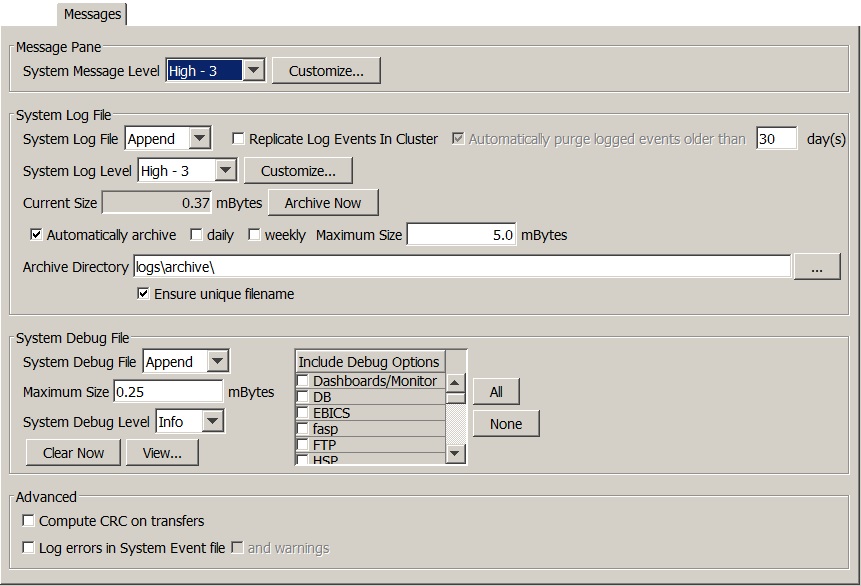 Messages
Message Pane
System Message Level High - 3 Customize...
System Log File
System Log File Append Replicate Log Events In Cluster Automatically purge logged events older than 30 day(s)
System Log Level High - 3 Customize...
Current Size 0.37 mBytes Archive Now
Automatically archive daily weekly Maximum Size 5.0 mBytes
Archive Directory logs\archive\ ...
Ensure unique filename
System Debug File
System Debug File Append
Maximum Size 0.25 mBytes
System Debug Level Info
Clear Now View...
Include Debug Options
Dashboards/Monitor
DB
EBICS
fasp
FTP
HSP
All
None
Advanced
Compute CRC on transfers
Log errors in System Event file and warnings